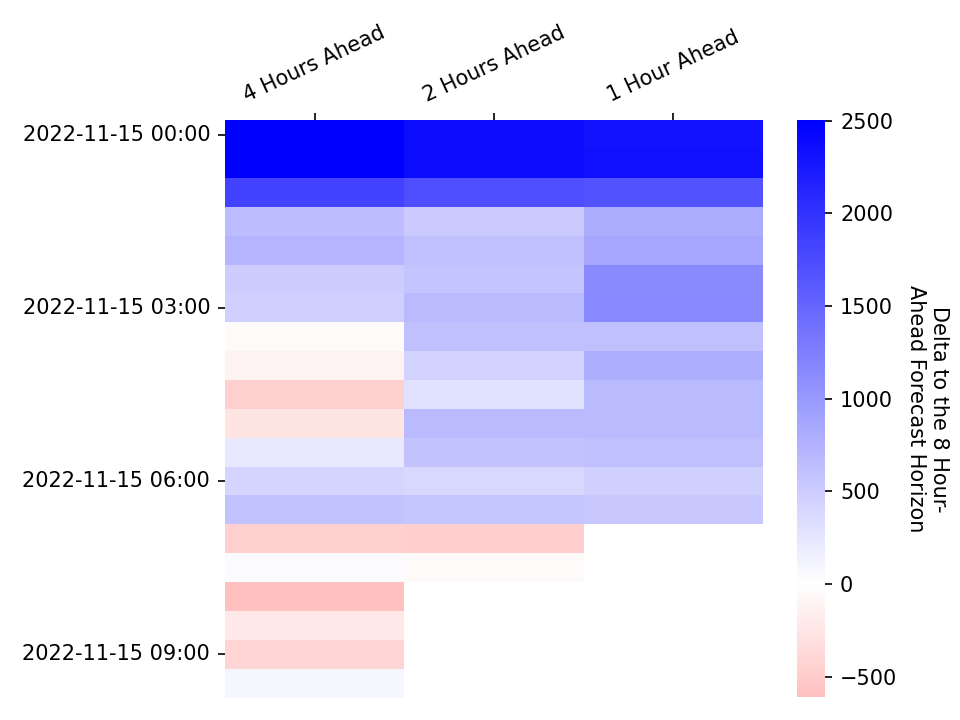 4 Hours Ahead
2 Hours Ahead
1 Hour Ahead
2022-11-15 00:00
2022-11-15 03:00
2022-11-15 06:00
2022-11-15 09:00
2500
2000
1500
1000
500
0
−500
Delta to the 8 Hour-
Ahead Forecast Horizon